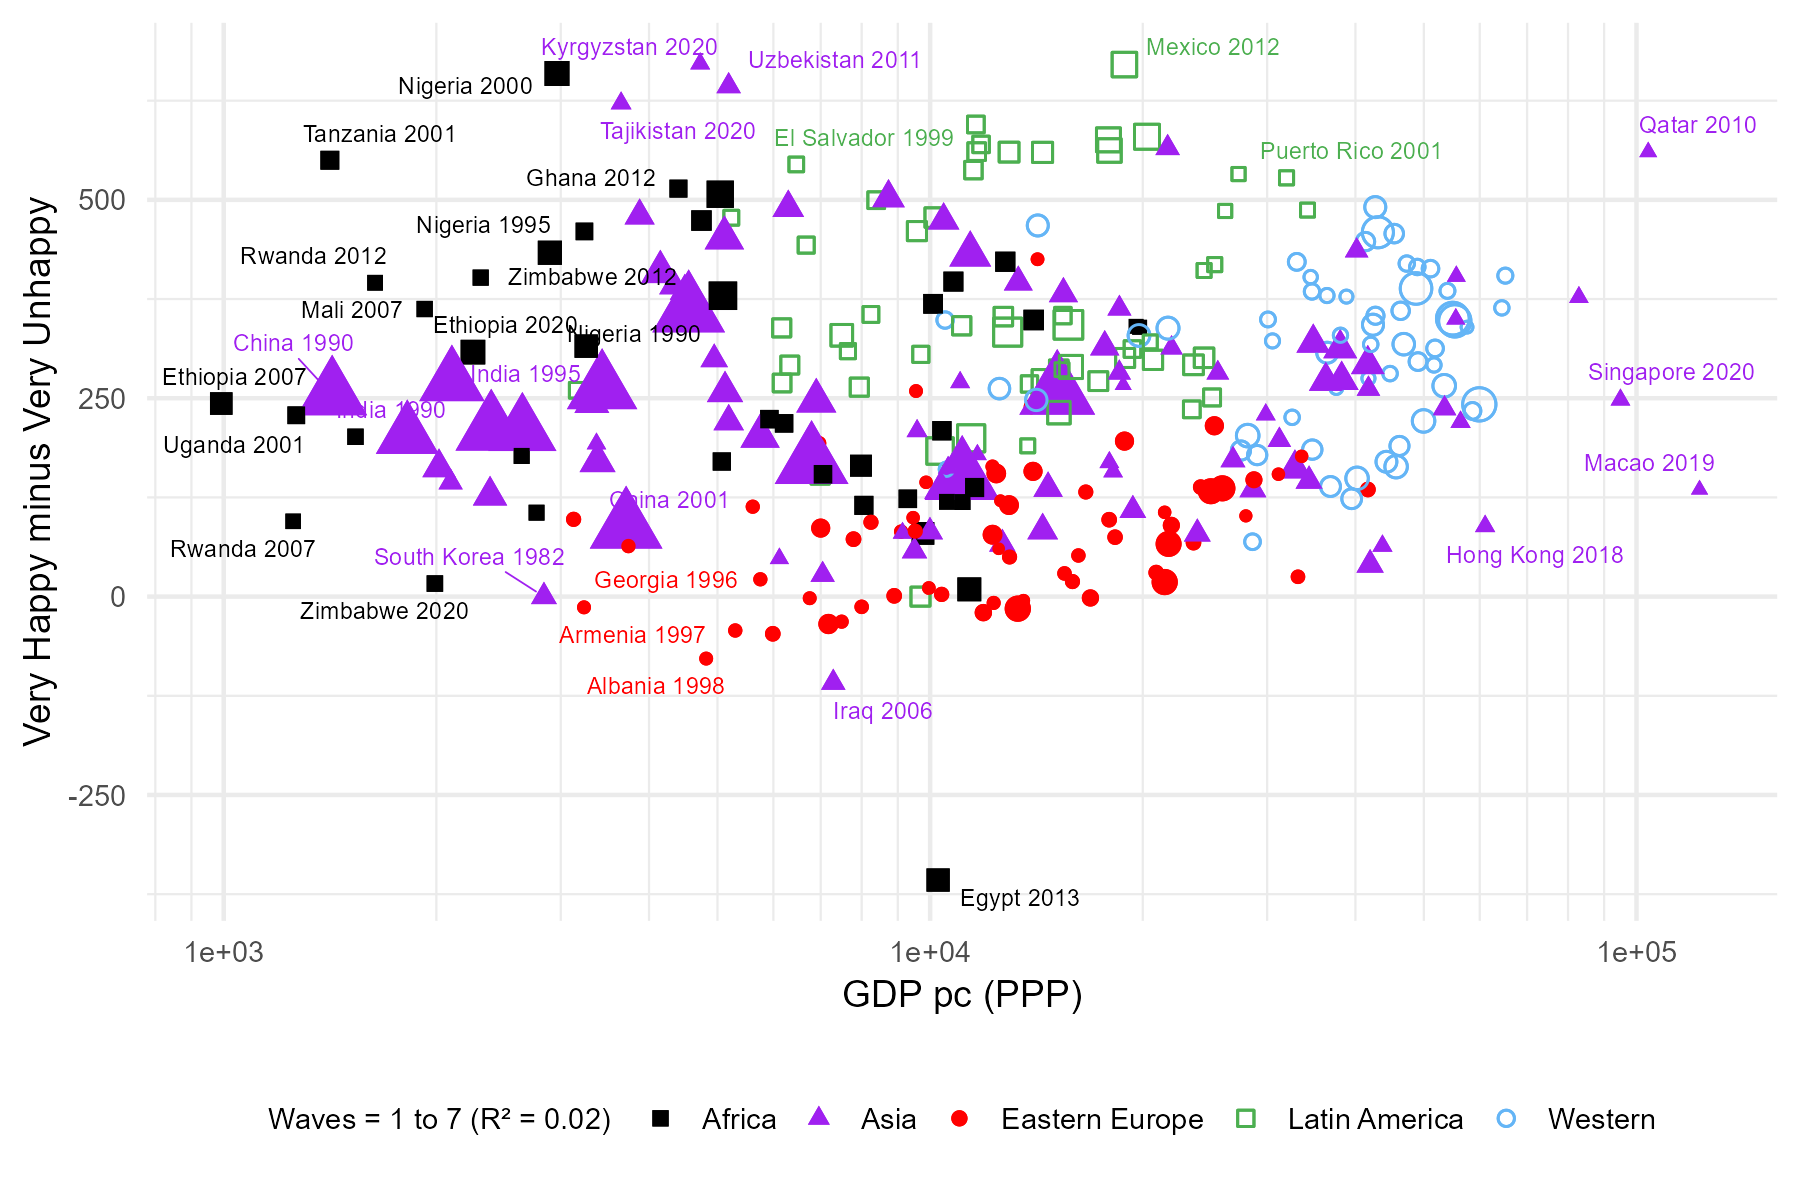 Kyrgyzstan 2020
Uzbekistan 2011
Mexico 2012
Nigeria 2000
Tanzania 2001
Tajikistan 2020
El Salvador 1999
Puerto Rico 2001
Qatar 2010
Ghana 2012
500
Nigeria 1995
Rwanda 2012
Zimbabwe 2012
Mali 2007
Ethiopia 2020
Nigeria 1990
China 1990
Ethiopia 2007
India 1995
Singapore 2020
250
India 1990
Uganda 2001
Macao 2019
China 2001
Rwanda 2007
South Korea 1982
Hong Kong 2018
Georgia 1996
0
Zimbabwe 2020
Armenia 1997
Albania 1998
Iraq 2006
-250
Egypt 2013
Very Happy minus Very Unhappy
1e+03
1e+04
1e+05
GDP pc (PPP)
Waves = 1 to 7 (R² = 0.02) Africa Asia Eastern Europe Latin America Western